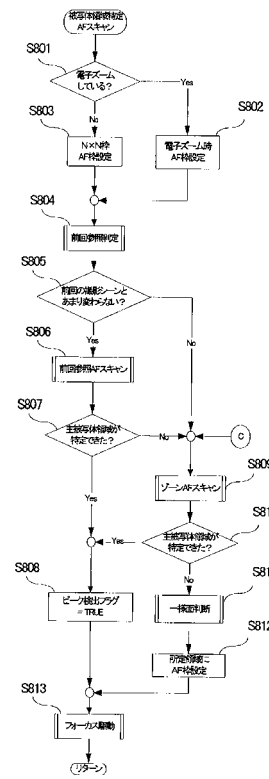 被写体領域特定
AFスキャン
S801
電子ズーム
している?
Yes
No
S802
S803
N×N枠
AF枠設定
電子ズーム時
AF枠設定
S804
前回参照判定
S805
前回の撮影シーンと
あまり変わらない?
Yes
No
S806
前回参照AFスキャン
S807
主被写体領域が
特定できた?
No
C
Yes
S809
ゾーンAFスキャン
S81
主被写体領域が
特定できた?
Yes
No
S808
ピーク検出フラグ
= TRUE
S81
一様面判断
S812
所定領域に
AF枠設定
S813
フォーカス駆動
リターン